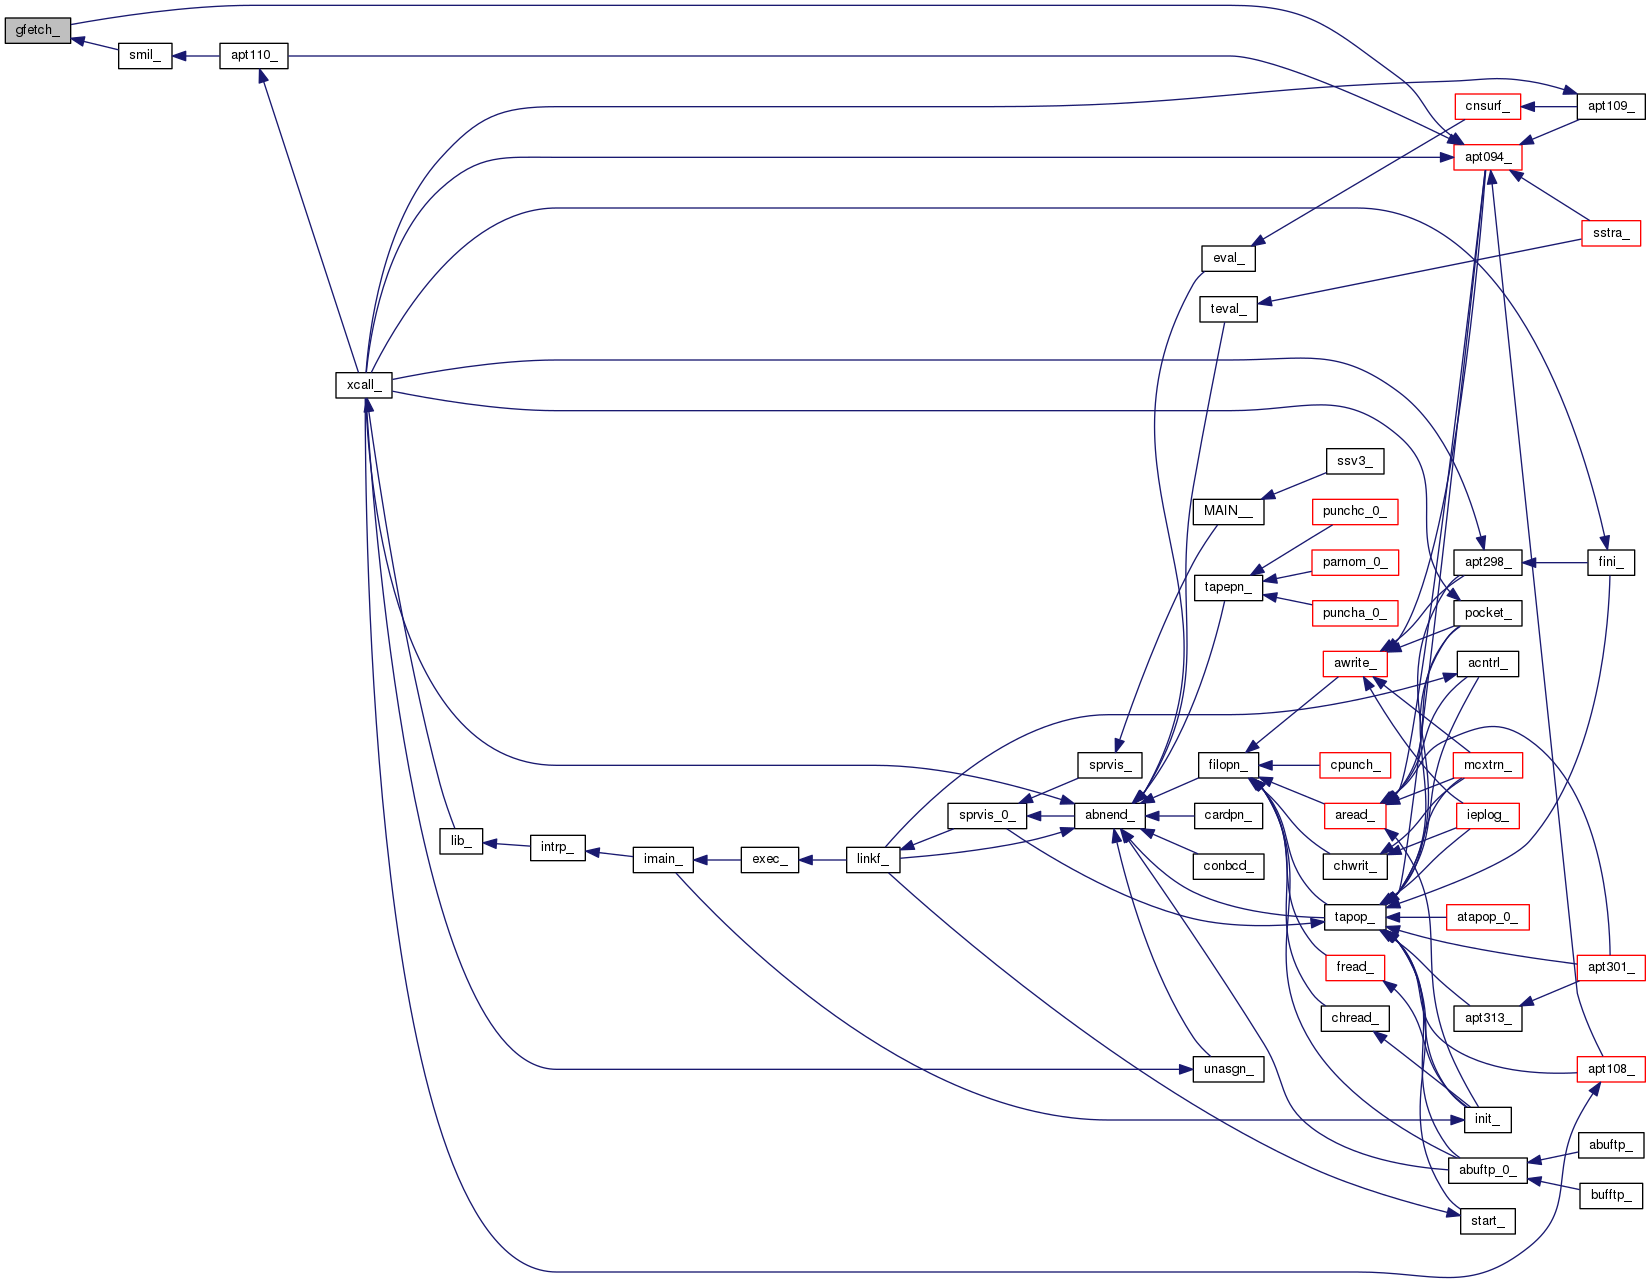 gfetch_
smil_
apt110_
cnsurf_
apt109_
apt094_
sstra_
eval_
teval_
xcall_
ssv3_
MAIN__
punchc_0_
parnom_0_
apt298_
fini_
tapepn_
puncha_0_
pocket_
awrite_
acntrl_
sprvis_
filopn_
cpunch_
mcxtrn_
sprvis_0_
abnend_
cardpn_
aread_
ieplog_
lib_
intrp_
imain_
exec_
linkf_
conbcd_
chwrit_
tapop_
atapop_0_
fread_
apt301_
chread_
apt313_
unasgn_
apt108_
init_
abuftp_
abuftp_0_
bufftp_
start_